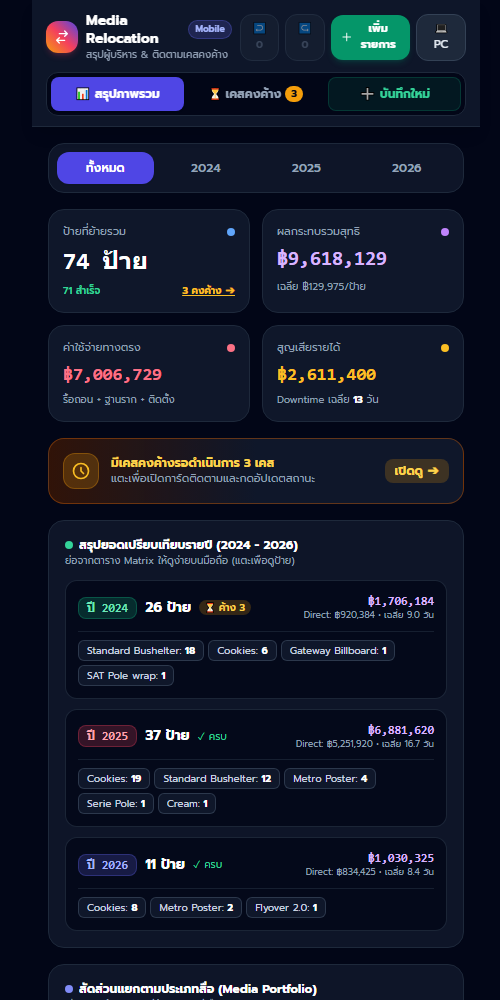 Media
Relocation
Mobile
สรุปผู้บริหาร & ติดตามเคสคงค้าง
0
0
+ เพิ่ม
รายการ
PC
สรุปภาพรวม
เคสคงค้าง 3
บันทึกใหม่
ทั้งหมด
2024
2025
2026
ป้ายที่ย้ายรวม
74 ป้าย
71 สำเร็จ
3 คงค้าง →
ผลกระทบรวมสุทธิ
฿9,618,129
เฉลี่ย ฿129,975/ป้าย
ค่าใช้จ่ายทางตรง
฿7,006,729
รื้อถอน + ฐานราก + ติดตั้ง
สูญเสียรายได้
฿2,611,400
Downtime เฉลี่ย 13 วัน
มีเคสคงค้างรอดำเนินการ 3 เคส
แตะเพื่อเปิดการ์ดติดตามและกดอัปเดตสถานะ
เปิดดู →
สรุปยอดเปรียบเทียบรายปี (2024 - 2026)
ย่อจากตาราง Matrix ให้ดูง่ายบนมือถือ (แตะเพื่อดูป้าย)
ปี 2024
26 ป้าย
ค้าง 3
฿1,706,184
Direct: ฿920,384 • เฉลี่ย 9.0 วัน
Standard Bushelter: 18
Cookies: 6
Gateway Billboard: 1
SAT Pole wrap: 1
ปี 2025
37 ป้าย
✓ ครบ
฿6,881,620
Direct: ฿5,251,920 • เฉลี่ย 16.7 วัน
Cookies: 19
Standard Bushelter: 12
Metro Poster: 4
Serie Pole: 1
Cream: 1
ปี 2026
11 ป้าย
✓ ครบ
฿1,030,325
Direct: ฿834,425 • เฉลี่ย 8.4 วัน
Cookies: 8
Metro Poster: 2
Flyover 2.0: 1
สัดส่วนแยกตามประเภทสื่อ (Media Portfolio)